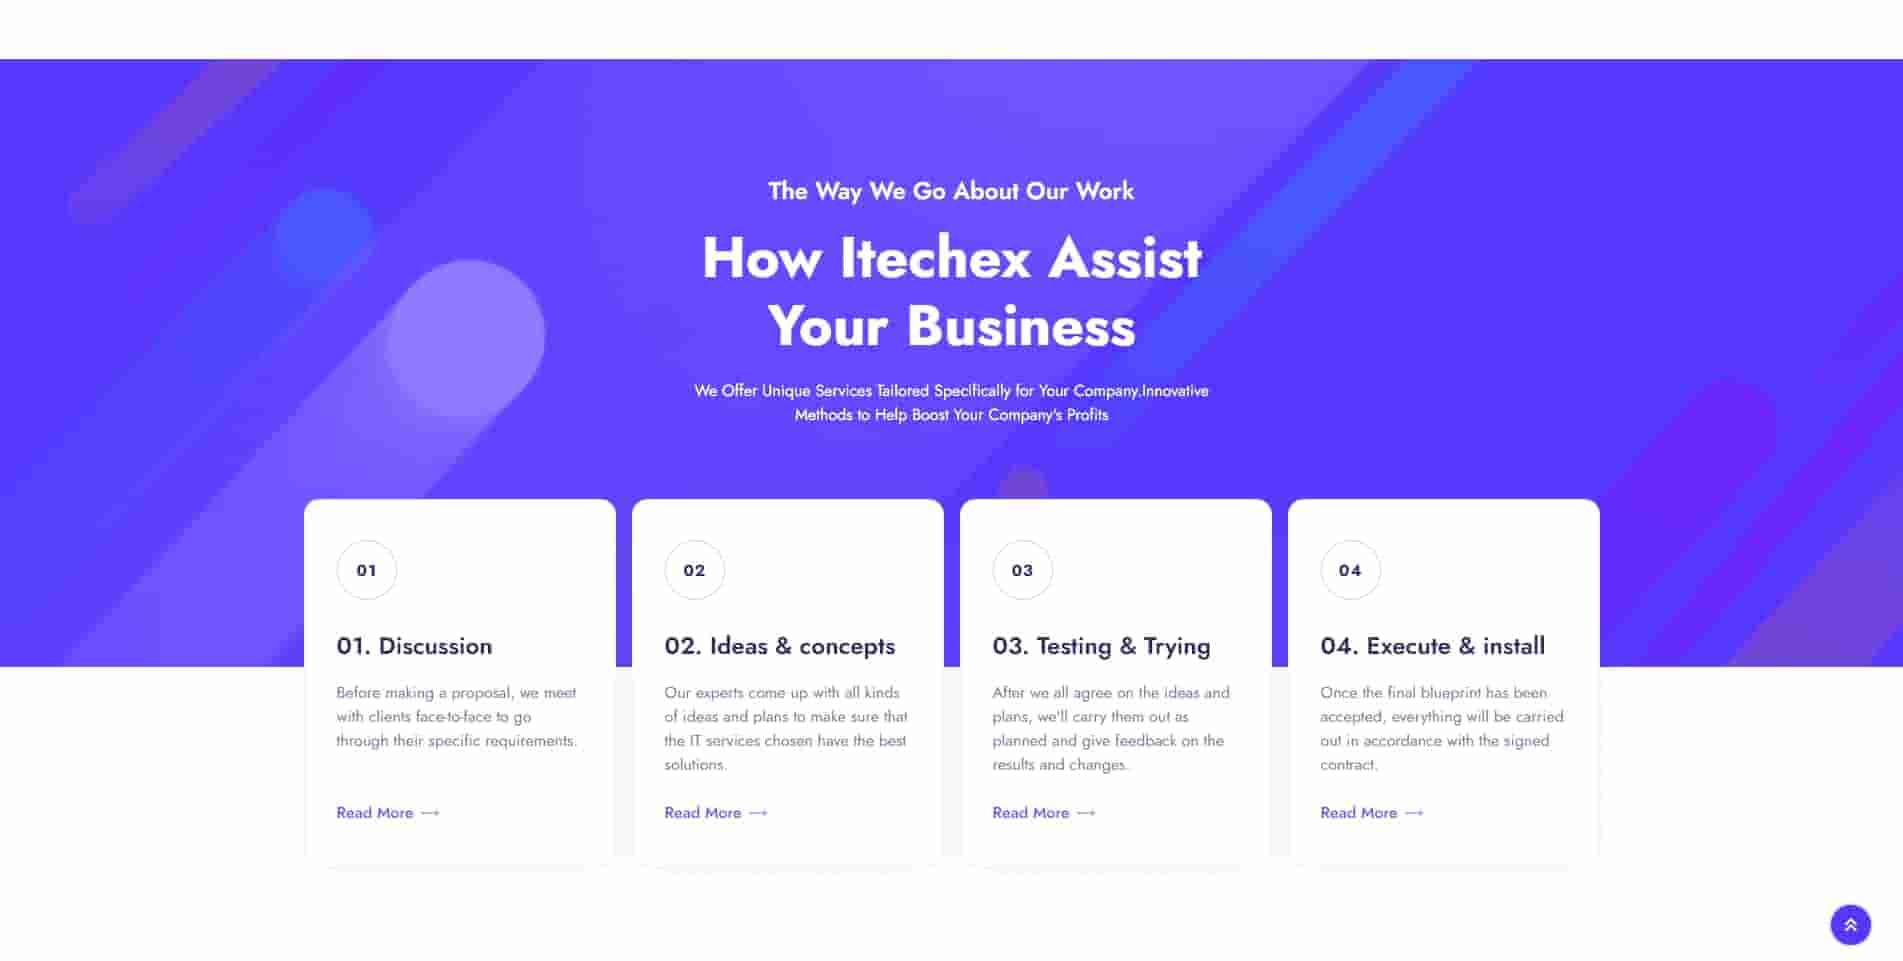 The Way We Go About Our Work
How Itechex Assist
Your Business
We Offer Unique Services Tailored Specifically for Your Company.Innovative
Methods to Help Boost Your Company's Profits
01
01. Discussion
Before making a proposal, we meet
with clients face-to-face to go
through their specific requirements.
Read More
02
02. Ideas & concepts
Our experts come up with all kinds
of ideas and plans to make sure that
the IT services chosen have the best
solutions.
Read More
03
03. Testing & Trying
After we all agree on the ideas and
plans, we'll carry them out as
planned and give feedback on the
results and changes.
Read More
04
04. Execute & install
Once the final blueprint has been
accepted, everything will be carried
out in accordance with the signed
contract.
Read More